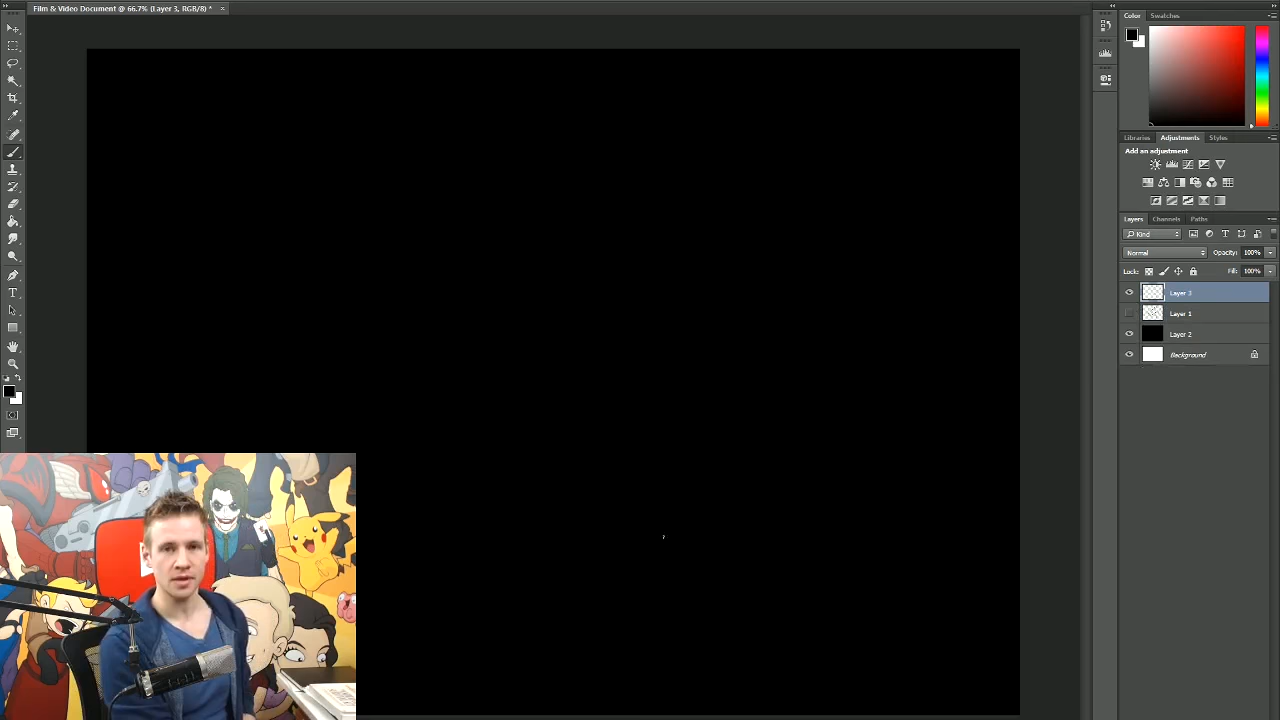 Film & Video Document @ 66.7% (Layer 3, RGB/8) * ×
Color Swatches
Libraries Adjustments Styles
Add an adjustment
Layers Channels Paths
Kind
Normal Opacity: 100%
Lock: Fill: 100%
Layer 3
Layer 1
Layer 2
Background